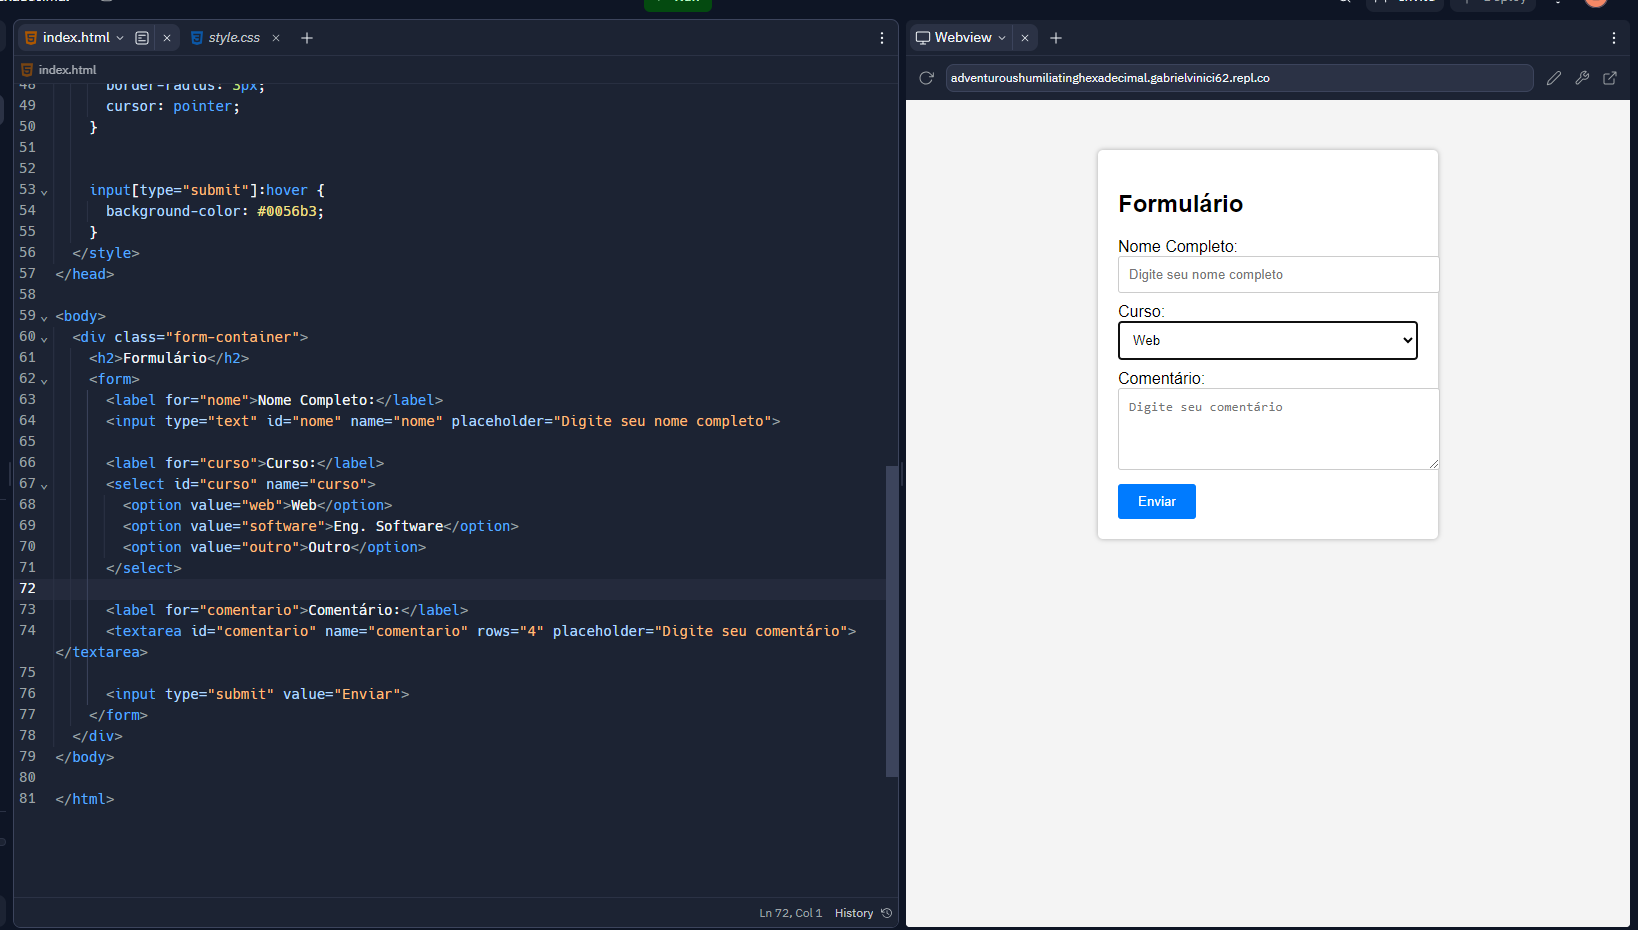 index.html
style.css
index.html
48 border-radius: 3px;
49 cursor: pointer;
50 }
51
52
53 input[type="submit"]:hover {
54 background-color: #0056b3;
55 }
56 </style>
57 </head>
58
59 <body>
60 <div class="form-container">
61 <h2>Formulário</h2>
62 <form>
63 <label for="nome">Nome Completo:</label>
64 <input type="text" id="nome" name="nome" placeholder="Digite seu nome completo">
65
66 <label for="curso">Curso:</label>
67 <select id="curso" name="curso">
68 <option value="web">Web</option>
69 <option value="software">Eng. Software</option>
70 <option value="outro">Outro</option>
71 </select>
72
73 <label for="comentario">Comentário:</label>
74 <textarea id="comentario" name="comentario" rows="4" placeholder="Digite seu comentário">
</textarea>
75
76 <input type="submit" value="Enviar">
77 </form>
78 </div>
79 </body>
80
81 </html>
Ln 72, Col 1 History
Webview
adventuroushumiliatinghexadecimal.gabrielvinici62.repl.co
Formulário
Nome Completo:
Digite seu nome completo
Curso:
Web
Comentário:
Digite seu comentário
Enviar